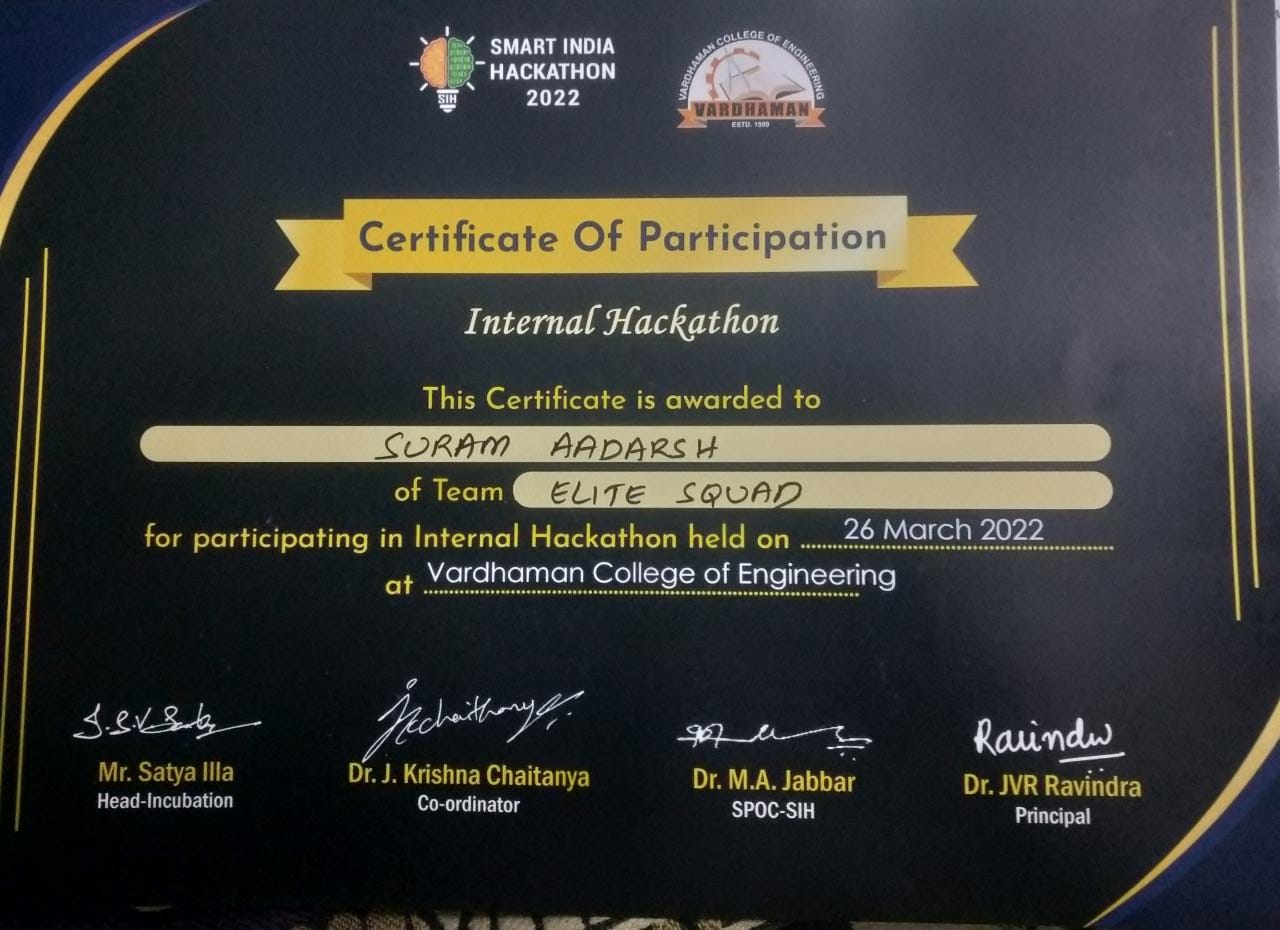 SMART INDIA
HACKATHON
2022
SIH
VARDHAMAN COLLEGE OF ENGINEERING
VARDHAMAN
ESTD. 1999
Certificate Of Participation
Internal Hackathon
This Certificate is awarded to
SURAM AADARSH
of Team ELITE SQUAD
for participating in Internal Hackathon held on 26 March 2022
at Vardhaman College of Engineering
Ravindra
Mr. Satya Illa
Head-Incubation
Dr. J. Krishna Chaitanya
Co-ordinator
Dr. M.A. Jabbar
SPOC-SIH
Dr. JVR Ravindra
Principal